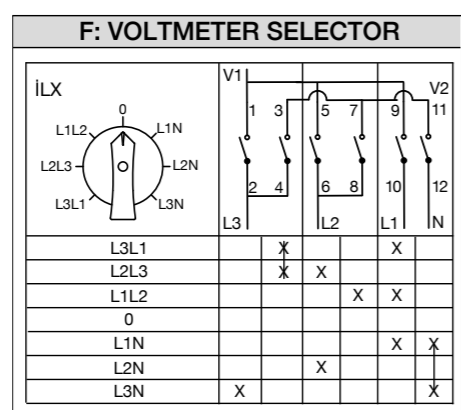 F: VOLTMETER SELECTOR
İLX
V1
V2
0
L1L2
L1N
L2L3
L2N
L3L1
L3N
1 3 5 7 9 11
2 4 6 8 10 12
L3 L2 L1 N
L3L1 X X
L2L3 X X
L1L2 X X
0
L1N X X
L2N X
L3N X X